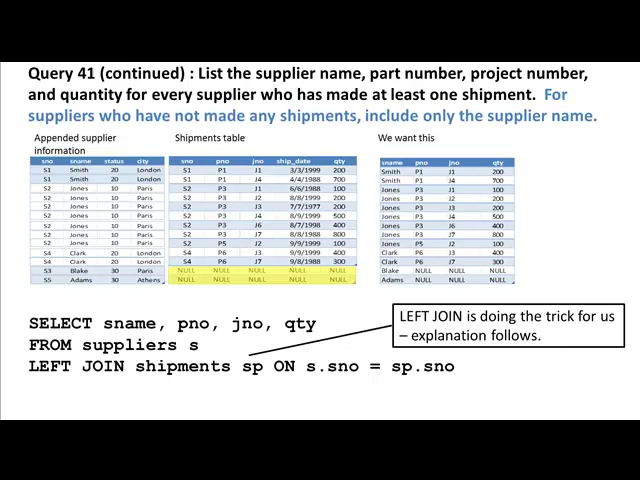 Query 41 (continued) : List the supplier name, part number, project number,
and quantity for every supplier who has made at least one shipment. For
suppliers who have not made any shipments, include only the supplier name.
Appended supplier
information
Shipments table
We want this
sno sname status city
S1 Smith 20 London
S1 Smith 20 London
S2 Jones 10 Paris
S2 Jones 10 Paris
S2 Jones 10 Paris
S2 Jones 10 Paris
S2 Jones 10 Paris
S2 Jones 10 Paris
S2 Jones 10 Paris
S4 Clark 20 London
S4 Clark 20 London
S3 Blake 30 Paris
S5 Adams 30 Athens
sno pno jno ship_date qty
S1 P1 J1 3/3/1999 200
S1 P1 J4 4/4/1988 700
S2 P3 J1 6/6/1988 100
S2 P3 J2 8/8/1999 200
S2 P3 J3 7/7/1977 200
S2 P3 J4 9/9/1999 500
S2 P3 J6 8/7/1988 400
S2 P3 J7 8/8/1988 800
S2 P5 J2 9/9/1999 100
S4 P6 J3 9/9/1999 400
S4 P6 J7 9/8/1988 300
NULL NULL NULL NULL NULL
NULL NULL NULL NULL NULL
sname pno jno qty
Smith P1 J1 200
Smith P1 J4 700
Jones P3 J1 100
Jones P3 J2 200
Jones P3 J3 200
Jones P3 J4 500
Jones P3 J6 400
Jones P3 J7 800
Jones P5 J2 100
Clark P6 J3 400
Clark P6 J7 300
Blake NULL NULL NULL
Adams NULL NULL NULL
SELECT sname, pno, jno, qty
FROM suppliers s
LEFT JOIN shipments sp ON s.sno = sp.sno
LEFT JOIN is doing the trick for us
– explanation follows.